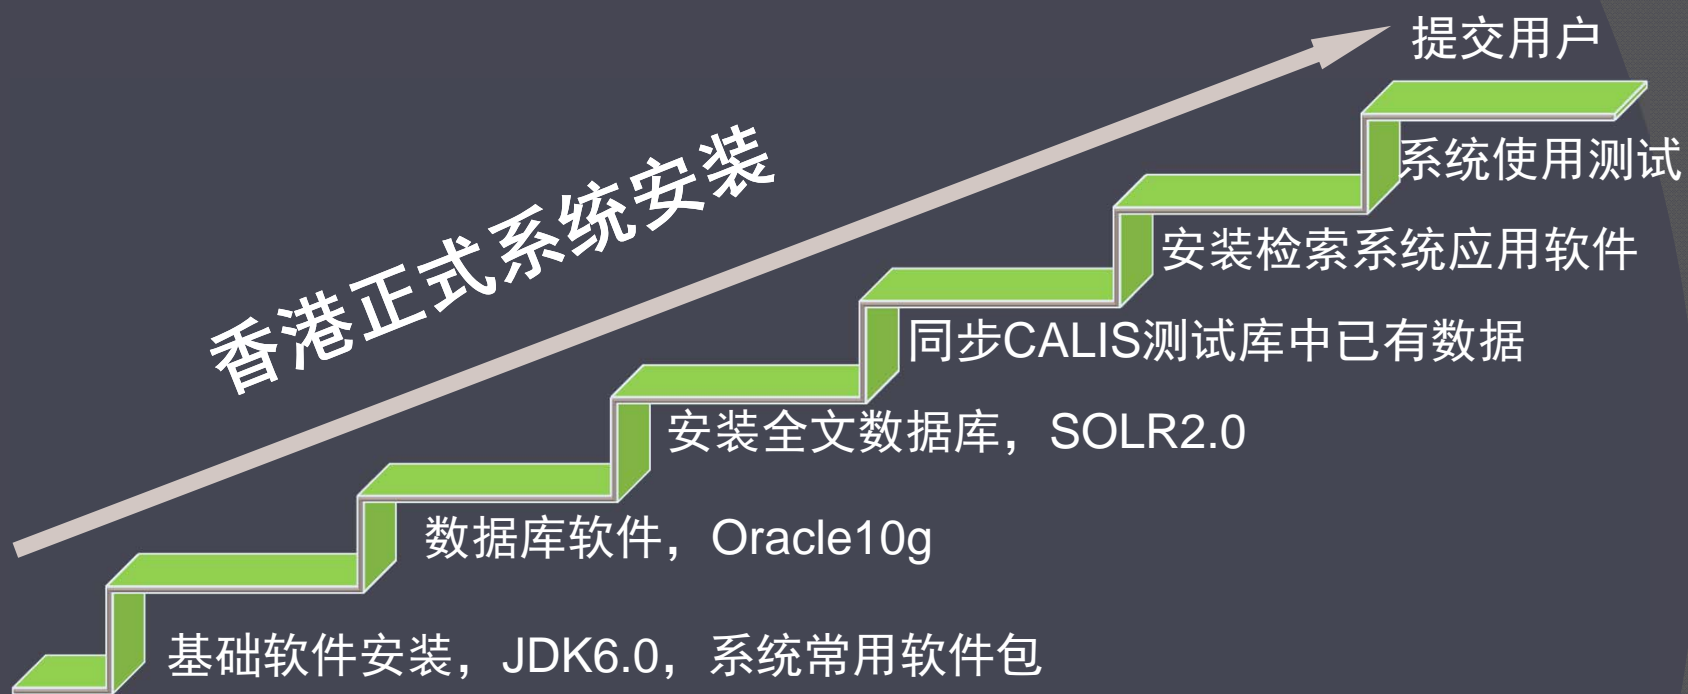 提交用户
系统使用测试
香港正式系统安装
安装检索系统应用软件
同步CALIS测试库中已有数据
安装全文数据库，SOLR2.0
数据库软件，Oracle10g
基础软件安装，JDK6.0，系统常用软件包